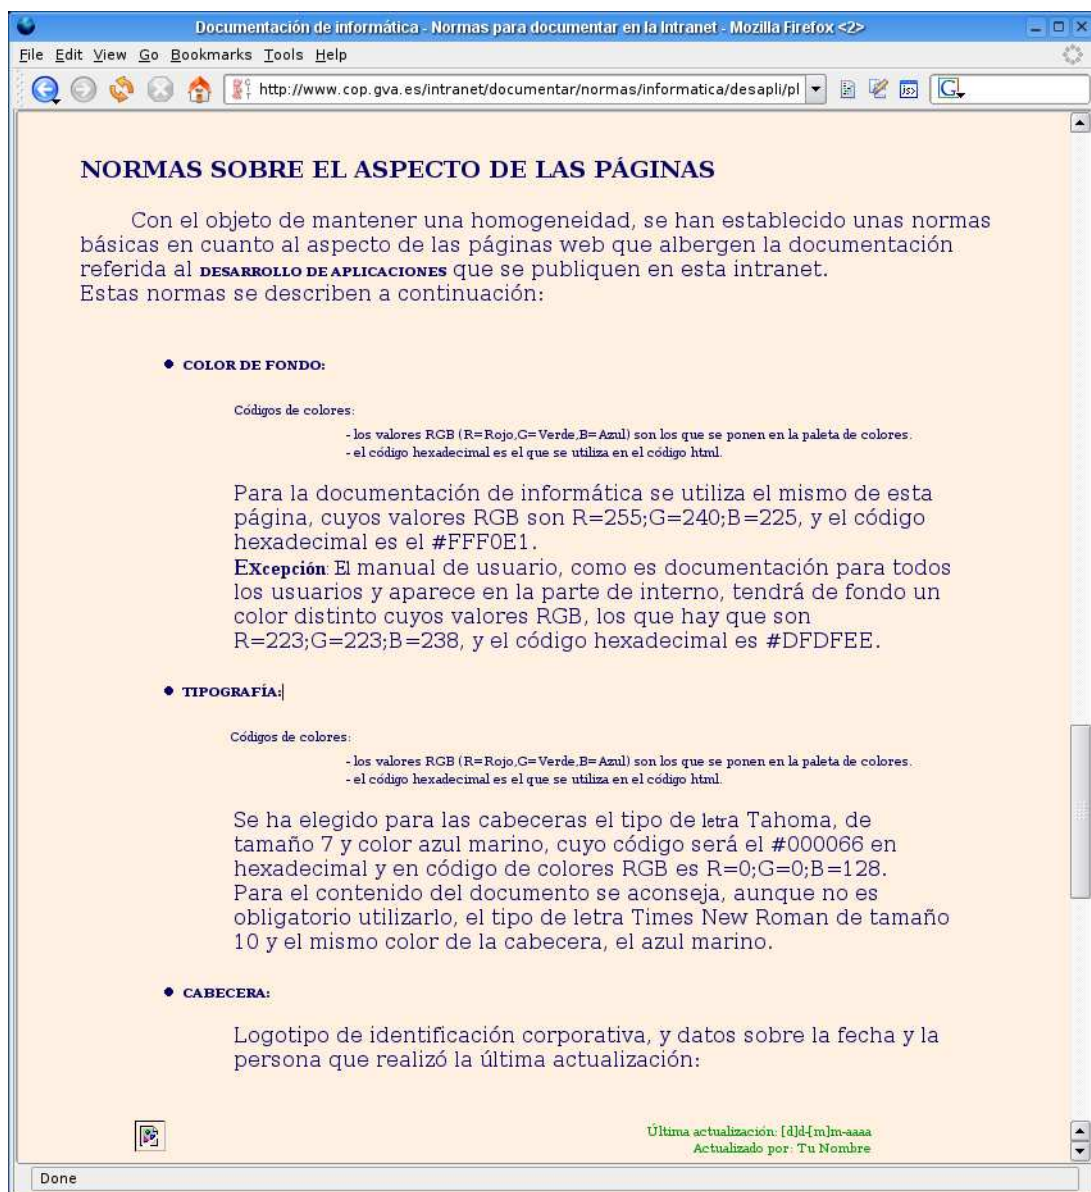 Documentación de informática - Normas para documentar en la Intranet - Mozilla Firefox <2>
File Edit View Go Bookmarks Tools Help
http://www.cop.gva.es/intranet/documentar/normas/informatica/desapli/pl
NORMAS SOBRE EL ASPECTO DE LAS PÁGINAS
Con el objeto de mantener una homogeneidad, se han establecido unas normas
básicas en cuanto al aspecto de las páginas web que albergen la documentación
referida al DESARROLLO DE APLICACIONES que se publiquen en esta intranet.
Estas normas se describen a continuación:
• COLOR DE FONDO:
Códigos de colores:
- los valores RGB (R=Rojo,G=Verde,B=Azul) son los que se ponen en la paleta de colores.
- el código hexadecimal es el que se utiliza en el código html.
Para la documentación de informática se utiliza el mismo de esta
página, cuyos valores RGB son R=255;G=240;B=225, y el código
hexadecimal es el #FFF0E1.
Excepción: El manual de usuario, como es documentación para todos
los usuarios y aparece en la parte de interno, tendrá de fondo un
color distinto cuyos valores RGB, los que hay que son
R=223;G=223;B=238, y el código hexadecimal es #DFDFEE.
• TIPOGRAFÍA:
Códigos de colores:
- los valores RGB (R=Rojo,G=Verde,B=Azul) son los que se ponen en la paleta de colores.
- el código hexadecimal es el que se utiliza en el código html.
Se ha elegido para las cabeceras el tipo de letra Tahoma, de
tamaño 7 y color azul marino, cuyo código será el #000066 en
hexadecimal y en código de colores RGB es R=0;G=0;B=128.
Para el contenido del documento se aconseja, aunque no es
obligatorio utilizarlo, el tipo de letra Times New Roman de tamaño
10 y el mismo color de la cabecera, el azul marino.
• CABECERA:
Logotipo de identificación corporativa, y datos sobre la fecha y la
persona que realizó la última actualización:
Última actualización: [d]d-[m]m-aaaa
Actualizado por: Tu Nombre
Done